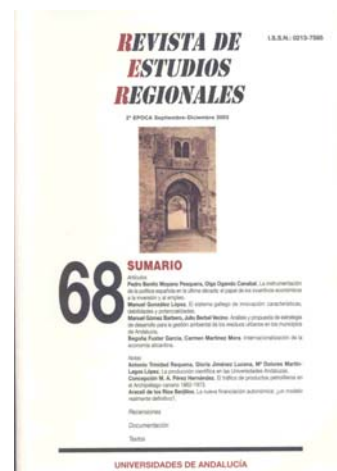 REVISTA DE
ESTUDIOS
REGIONALES
I.S.S.N.: 0213-7585
2ª EPOCA Septiembre-Diciembre 2003
68
SUMARIO
Artículos
Pedro Benito Moyano Pesquera, Olga Ogando Canabal. La instrumentación
de la política española en la última década: el papel de los incentivos económicos
a la inversión y al empleo.
Manuel González López. El sistema gallego de innovación: características,
debilidades y potencialidades.
Manuel Gómez Barbero, Julio Berbel Vecino. Análisis y propuesta de estrategia
de desarrollo para la gestión ambiental de los residuos urbanos en los municipios
de Andalucía.
Begoña Fuster García, Carmen Martínez Mora. Internacionalización de la
economía alicantina.
Notas
Antonio Trinidad Requena, Gloria Jiménez Lucena, Mª Dolores Martín-
Lagos López. La producción científica en las Universidades Andaluzas.
Concepción M. A. Pérez Hernández. El tráfico de productos petrolíferos en
el Archipiélago canario: 1963-1973.
Araceli de los Ríos Berjillos. La nueva financiación autonómica: ¿un modelo
realmente definitivo?.
Recensiones
Documentación
Textos
UNIVERSIDADES DE ANDALUCÍA